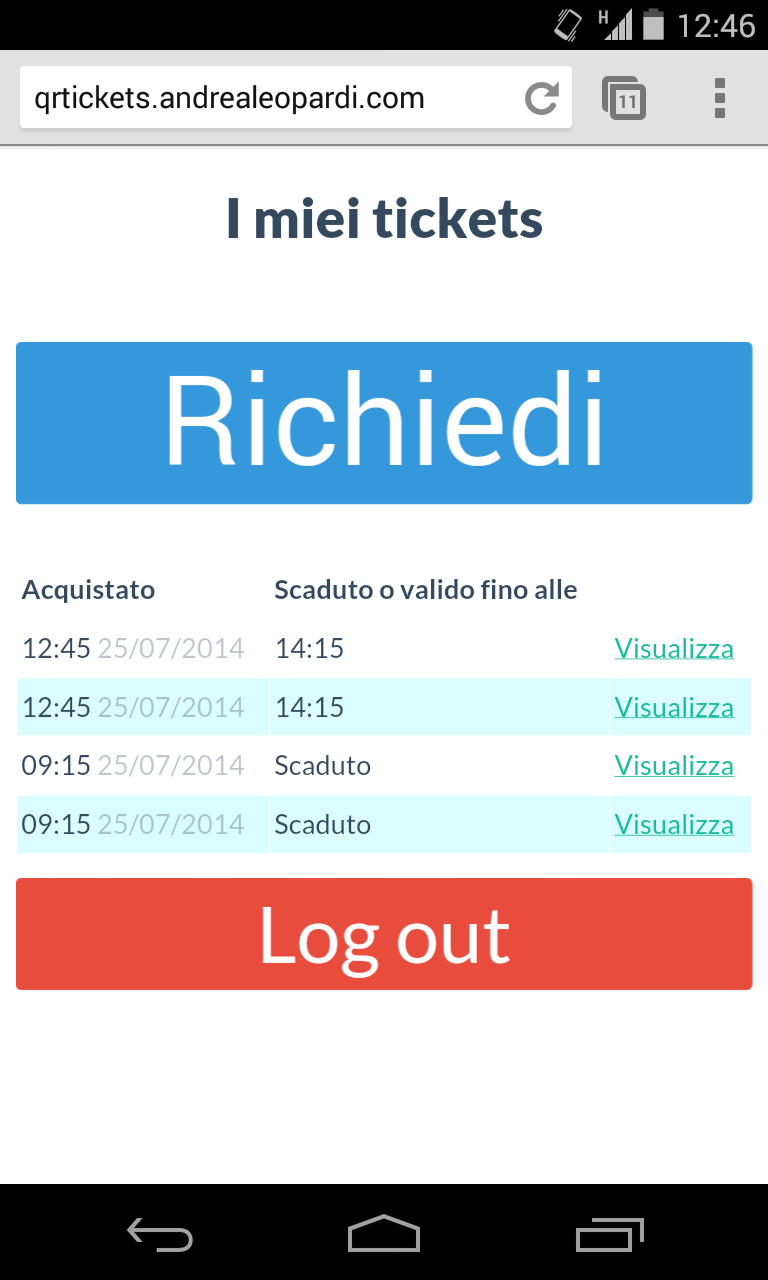 H 12:46
qrtickets.andrealeopardi.com 11
I miei tickets
Richiedi
Acquistato Scaduto o valido fino alle
12:45 25/07/2014 14:15 Visualizza
12:45 25/07/2014 14:15 Visualizza
09:15 25/07/2014 Scaduto Visualizza
09:15 25/07/2014 Scaduto Visualizza
Log out